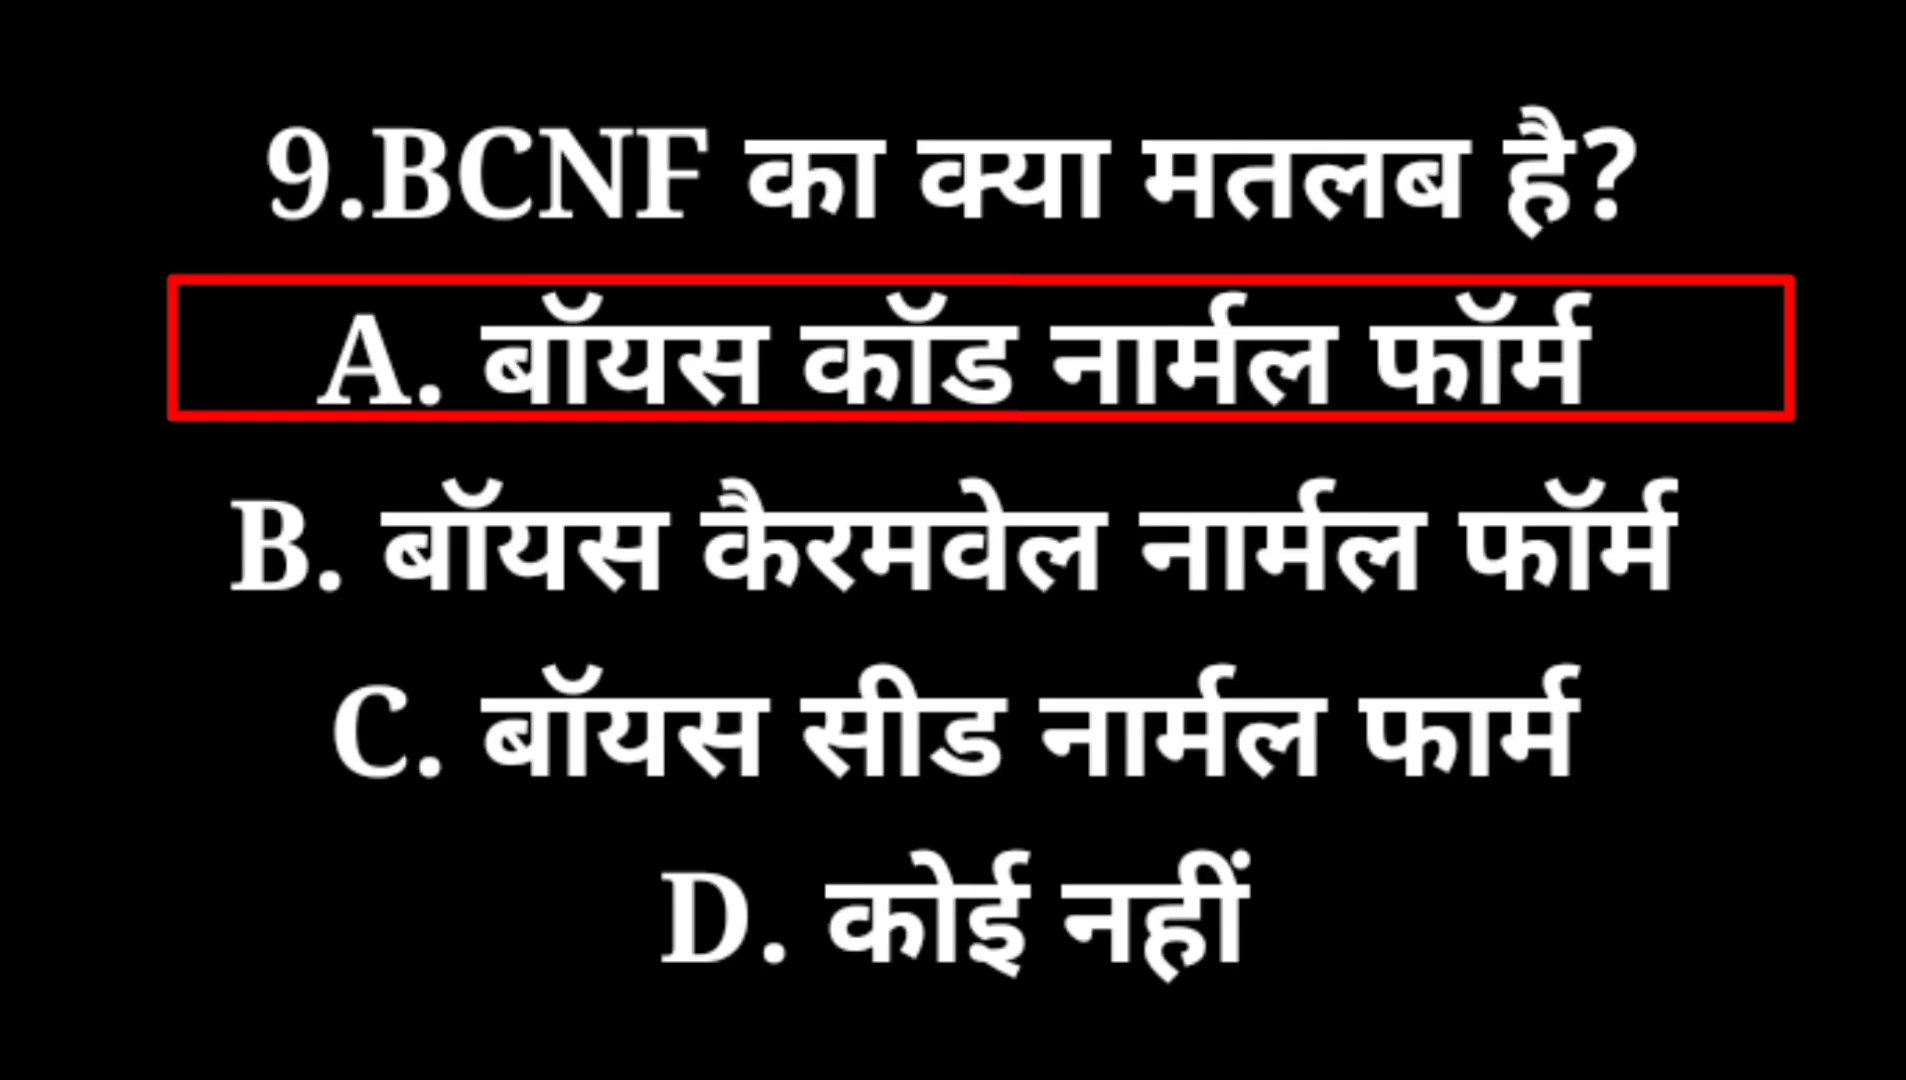 9.BCNF का क्या मतलब है?
A. बॉयस कॉड नार्मल फॉर्म
B. बॉयस कैरमवेल नार्मल फॉर्म
C. बॉयस सीड नार्मल फार्म
D. कोई नहीं